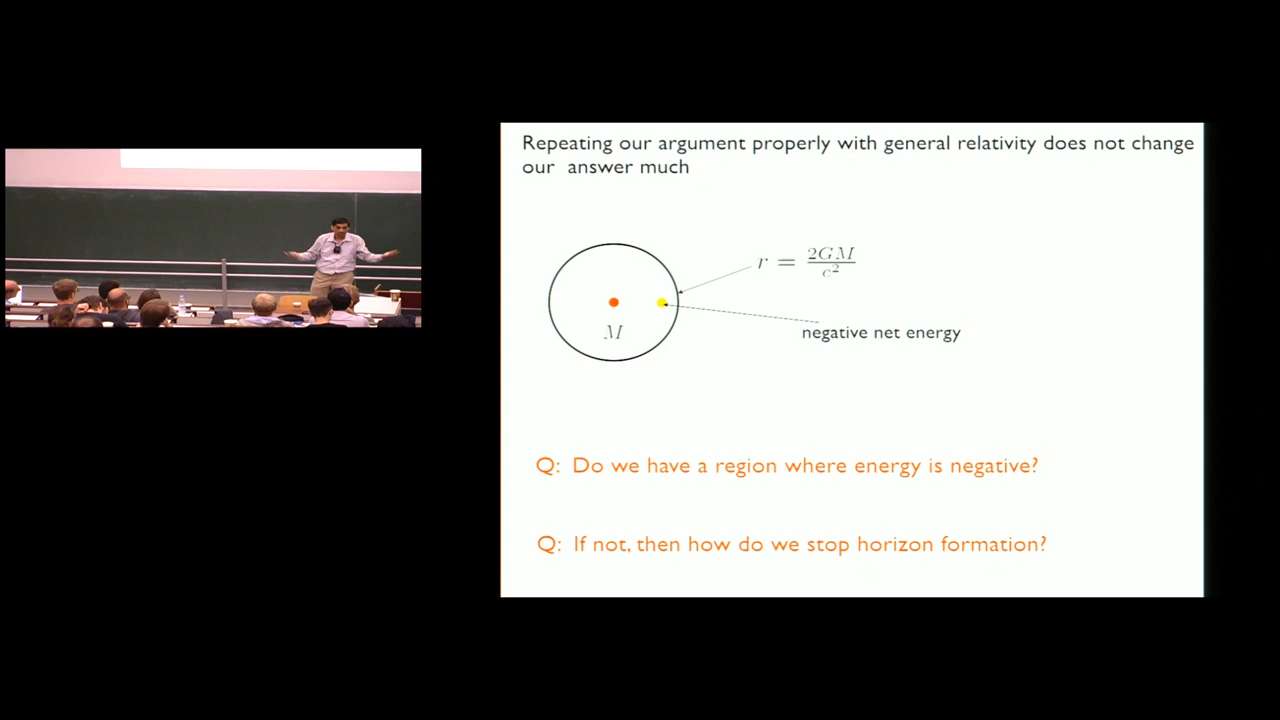 Repeating our argument properly with general relativity does not change
our answer much
r = 2GM/c²
M
negative net energy
Q: Do we have a region where energy is negative?
Q: If not, then how do we stop horizon formation?